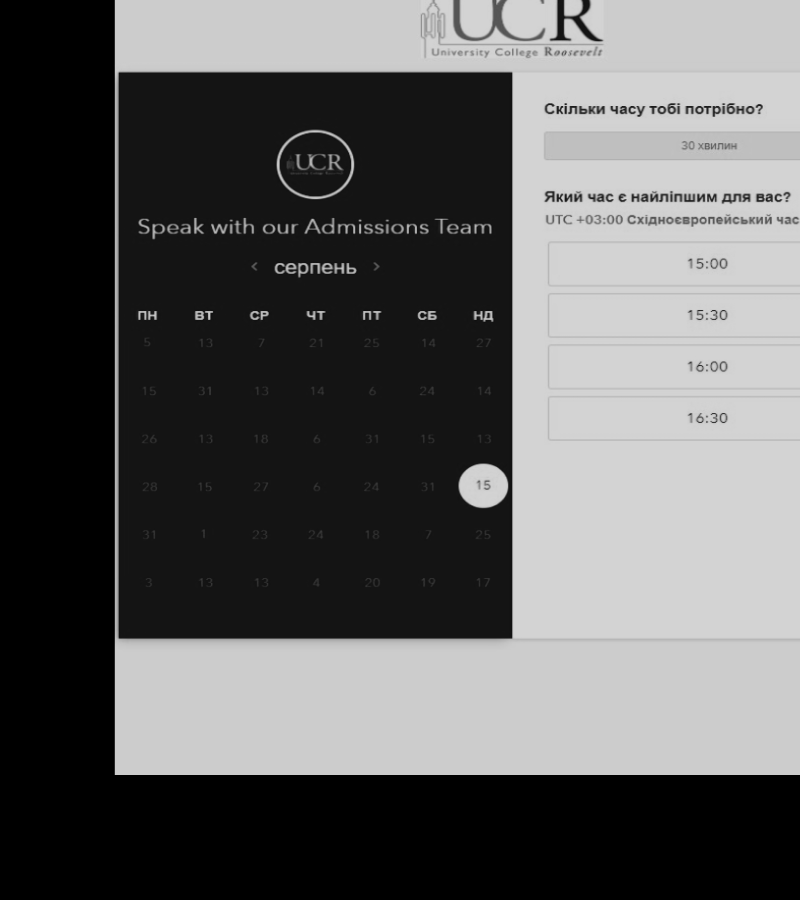 UCR
University College Roosevelt
UCR
Speak with our Admissions Team
< серпень >
ПН ВТ СР ЧТ ПТ СБ НД
5 13 7 21 25 14 27
15 31 13 14 6 24 14
26 13 18 6 31 15 13
28 15 27 6 24 31 15
31 1 23 24 18 7 25
3 13 13 4 20 19 17
Скільки часу тобі потрібно?
30 хвилин
Який час є найліпшим для вас?
UTC +03:00 Східноєвропейський час
15:00
15:30
16:00
16:30